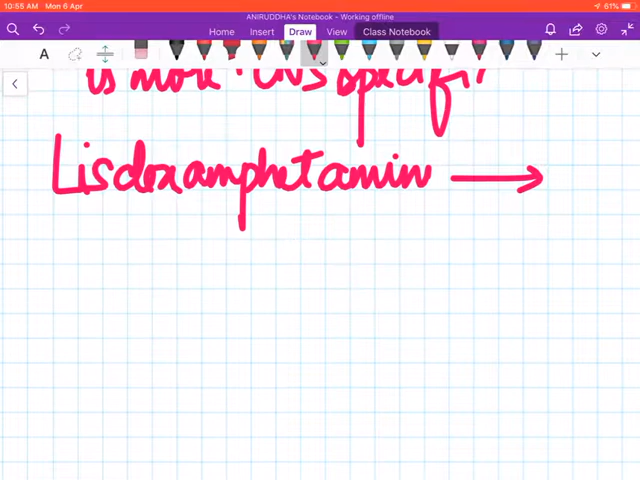 10:55 AM Mon 6 Apr
61%
ANIRUDDHA's Notebook - Working offline
Home Insert Draw View Class Notebook
A
is more "CNS specific"
Lisdexamphetamin →